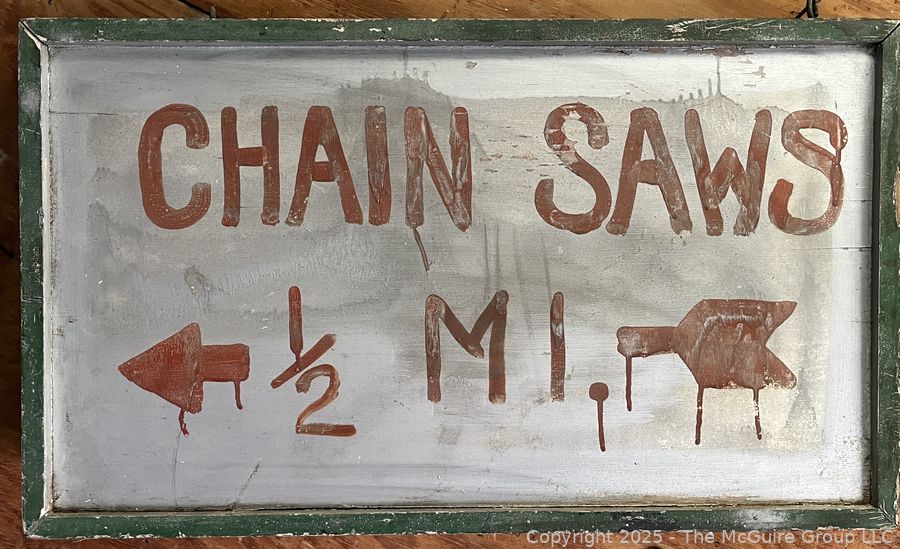 CHAIN SAWS
½ MI.
Copyright 2025 - The McGuire Group LLC